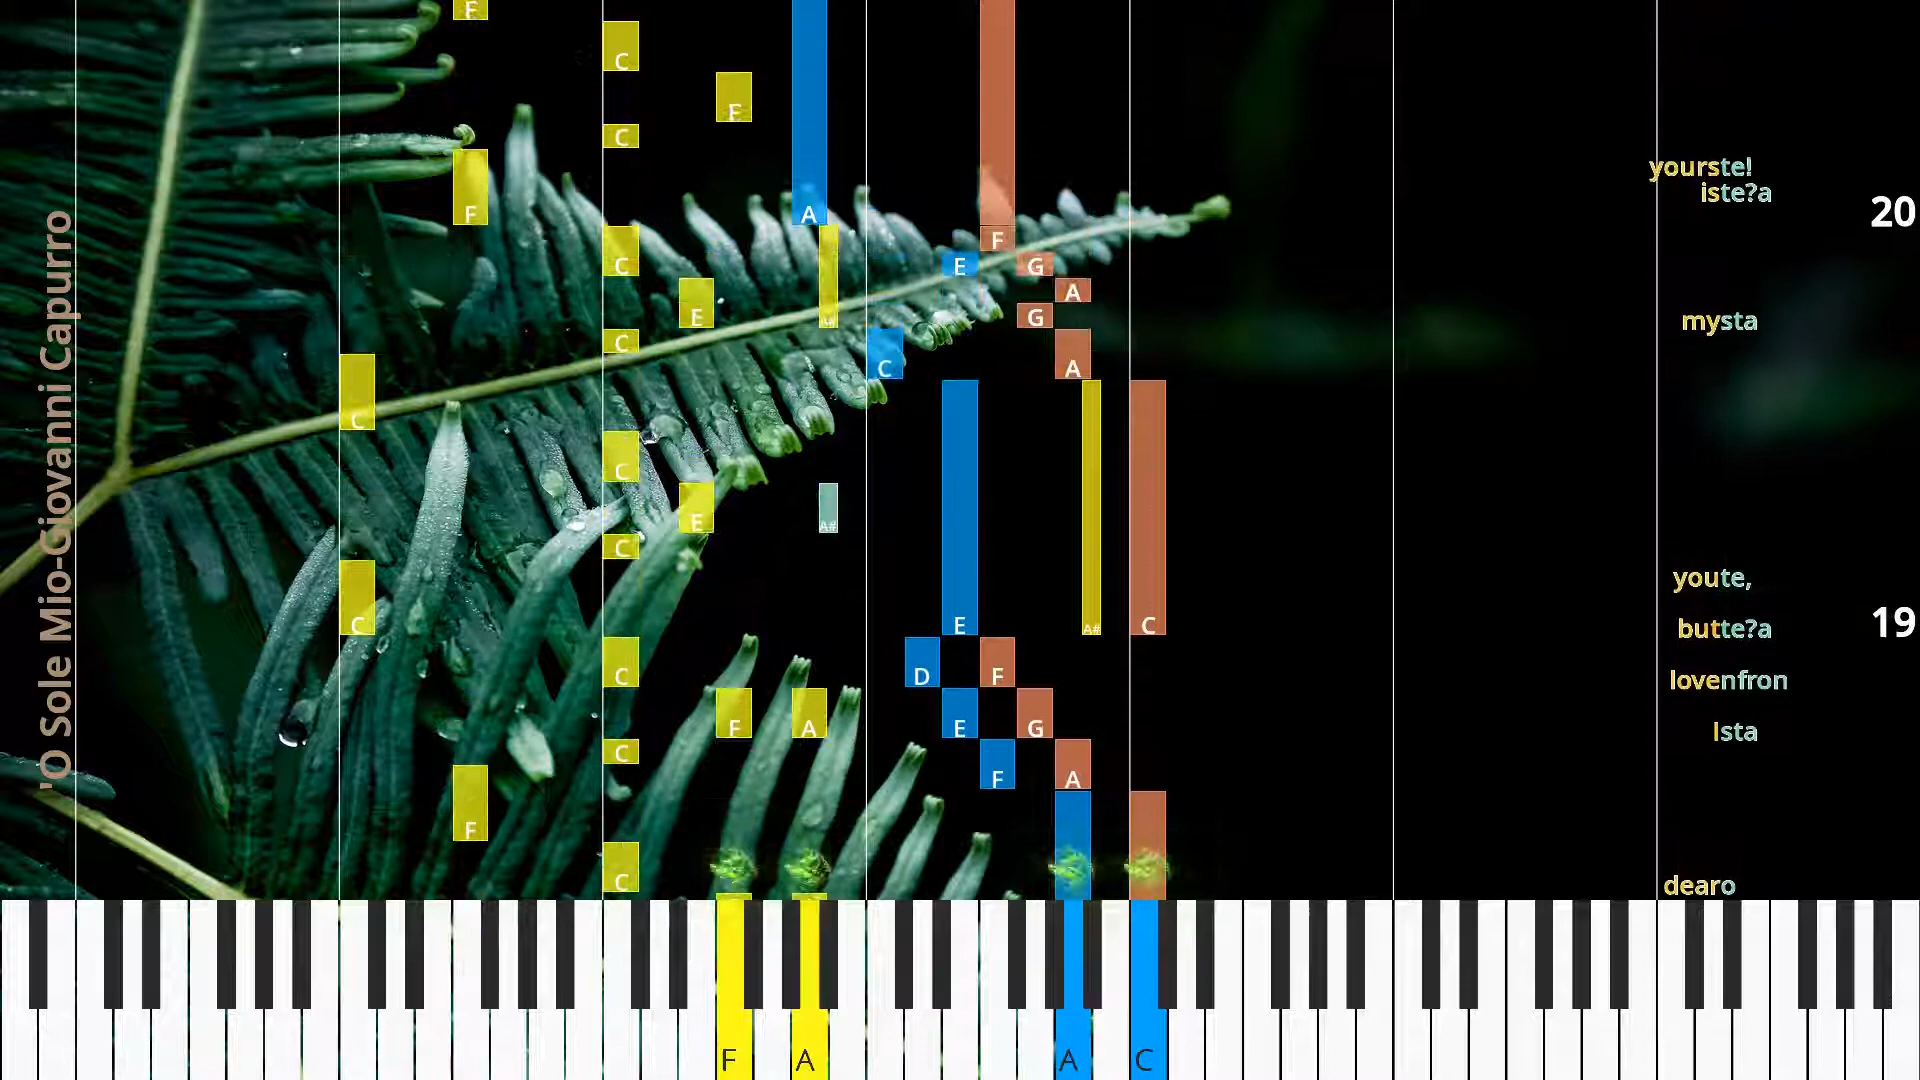 'O Sole Mio-Giovanni Capurro
F
C
F
C
yourste!
iste?a
20
F
A
F
C
E
G
A
E
A#
G
mysta
C
C
A
C
C
E
A#
C
youte,
C
E
A#
C
butte?a
19
C
D
F
lovenfron
F
A
E
G
Ista
C
F
A
F
C
dearo
F
A
A
C